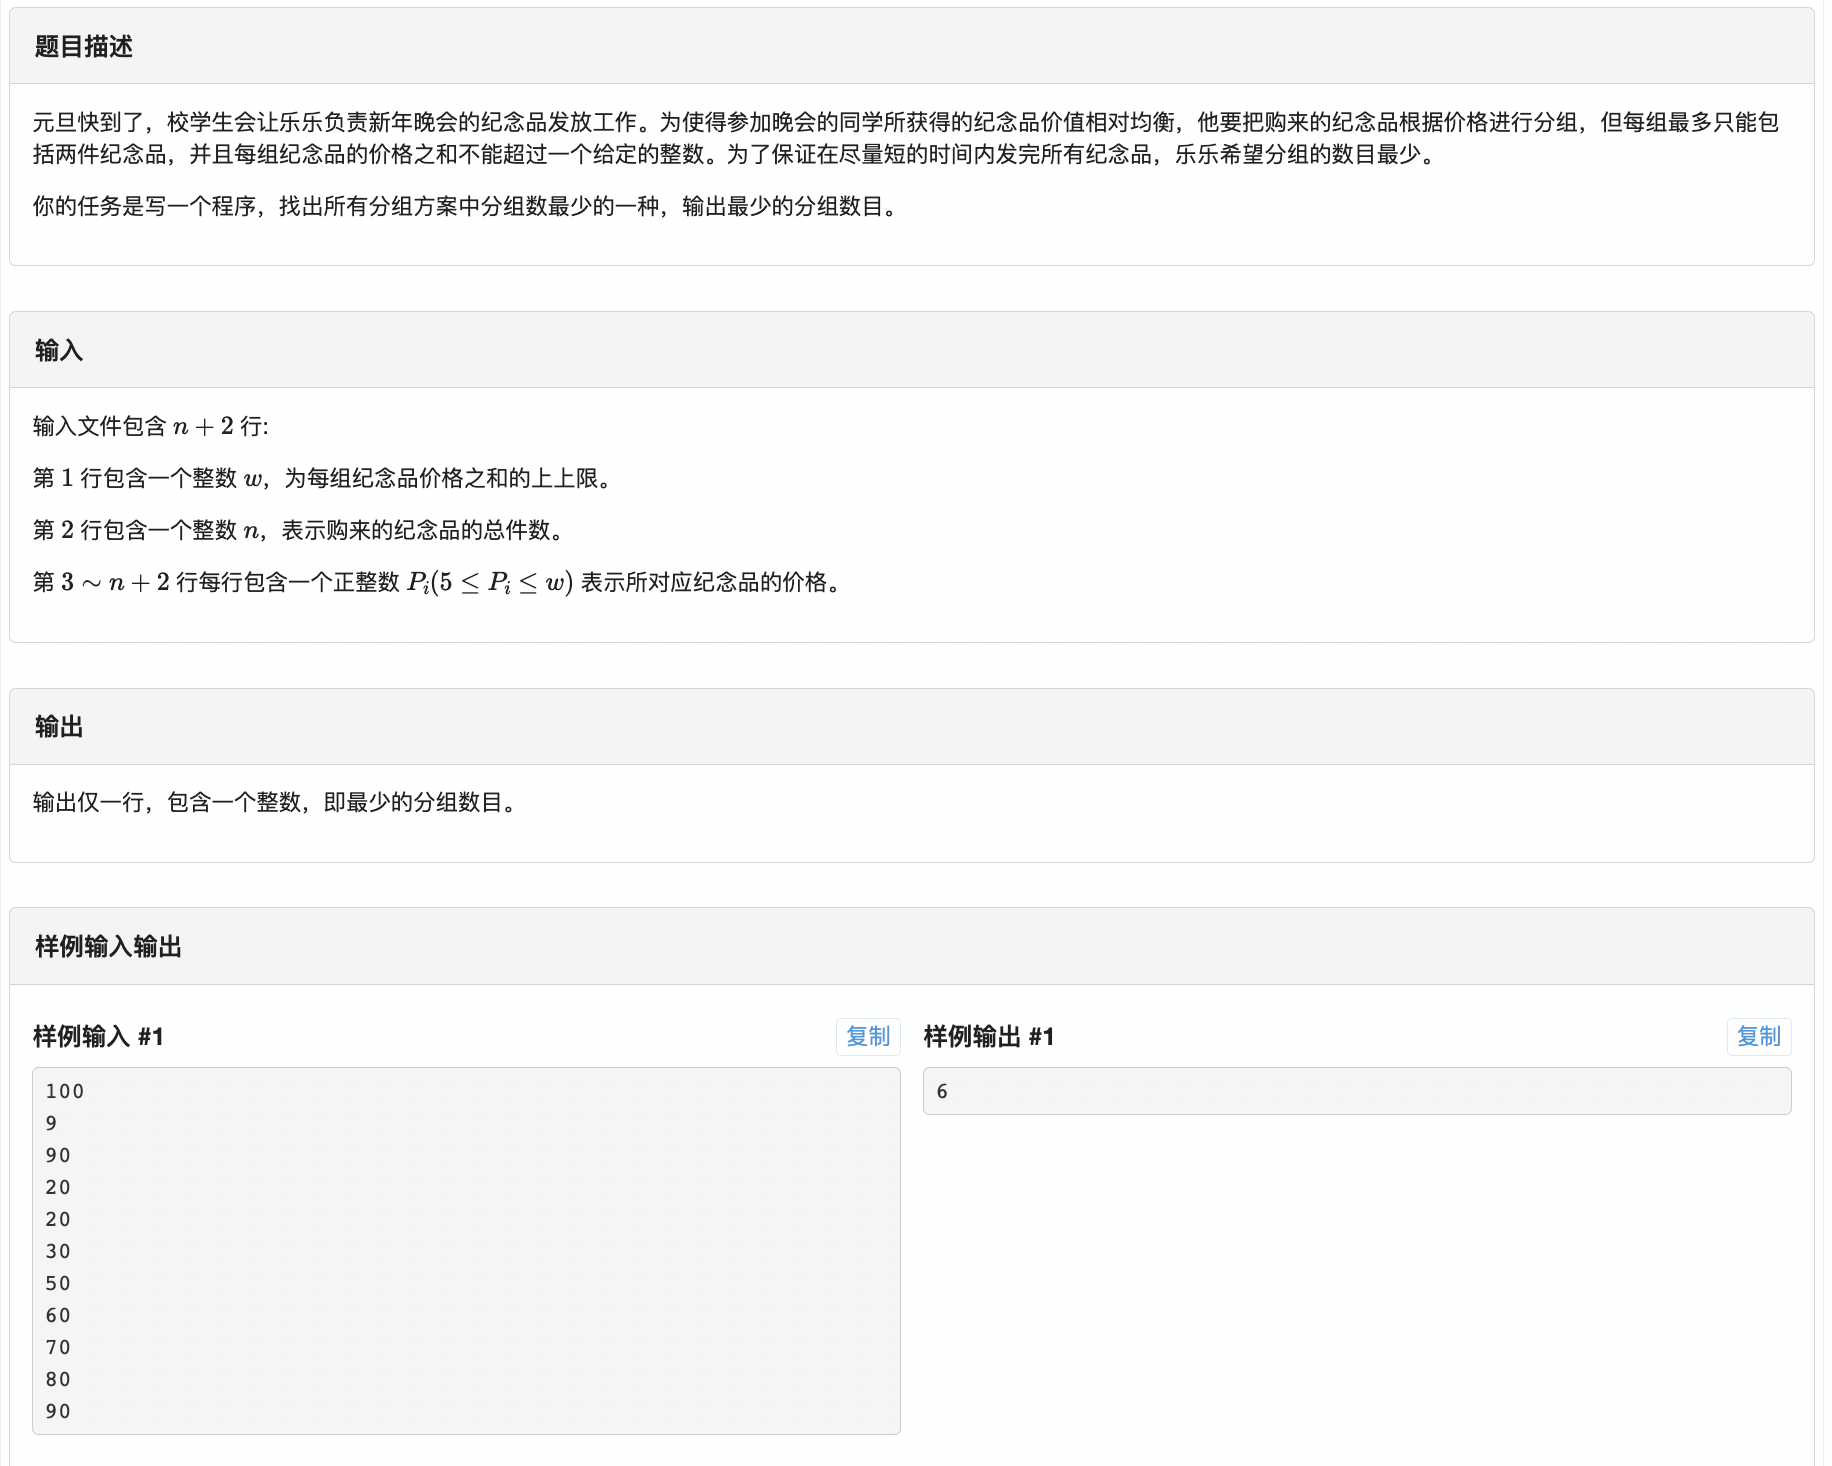 题目描述
元旦快到了，校学生会让乐乐负责新年晚会的纪念品发放工作。为使得参加晚会的同学所获得的纪念品价值相对均衡，他要把购来的纪念品根据价格进行分组，但每组最多只能包
括两件纪念品，并且每组纪念品的价格之和不能超过一个给定的整数。为了保证在尽量短的时间内发完所有纪念品，乐乐希望分组的数目最少。
你的任务是写一个程序，找出所有分组方案中分组数最少的一种，输出最少的分组数目。
输入
输入文件包含 n + 2 行:
第 1 行包含一个整数 w，为每组纪念品价格之和的上上限。
第 2 行包含一个整数 n，表示购来的纪念品的总件数。
第 3 ∼ n + 2 行每行包含一个正整数 P_i(5 ≤ P_i ≤ w) 表示所对应纪念品的价格。
输出
输出仅一行，包含一个整数，即最少的分组数目。
样例输入输出
样例输入 #1 复制
100
9
90
20
20
30
50
60
70
80
90
样例输出 #1 复制
6